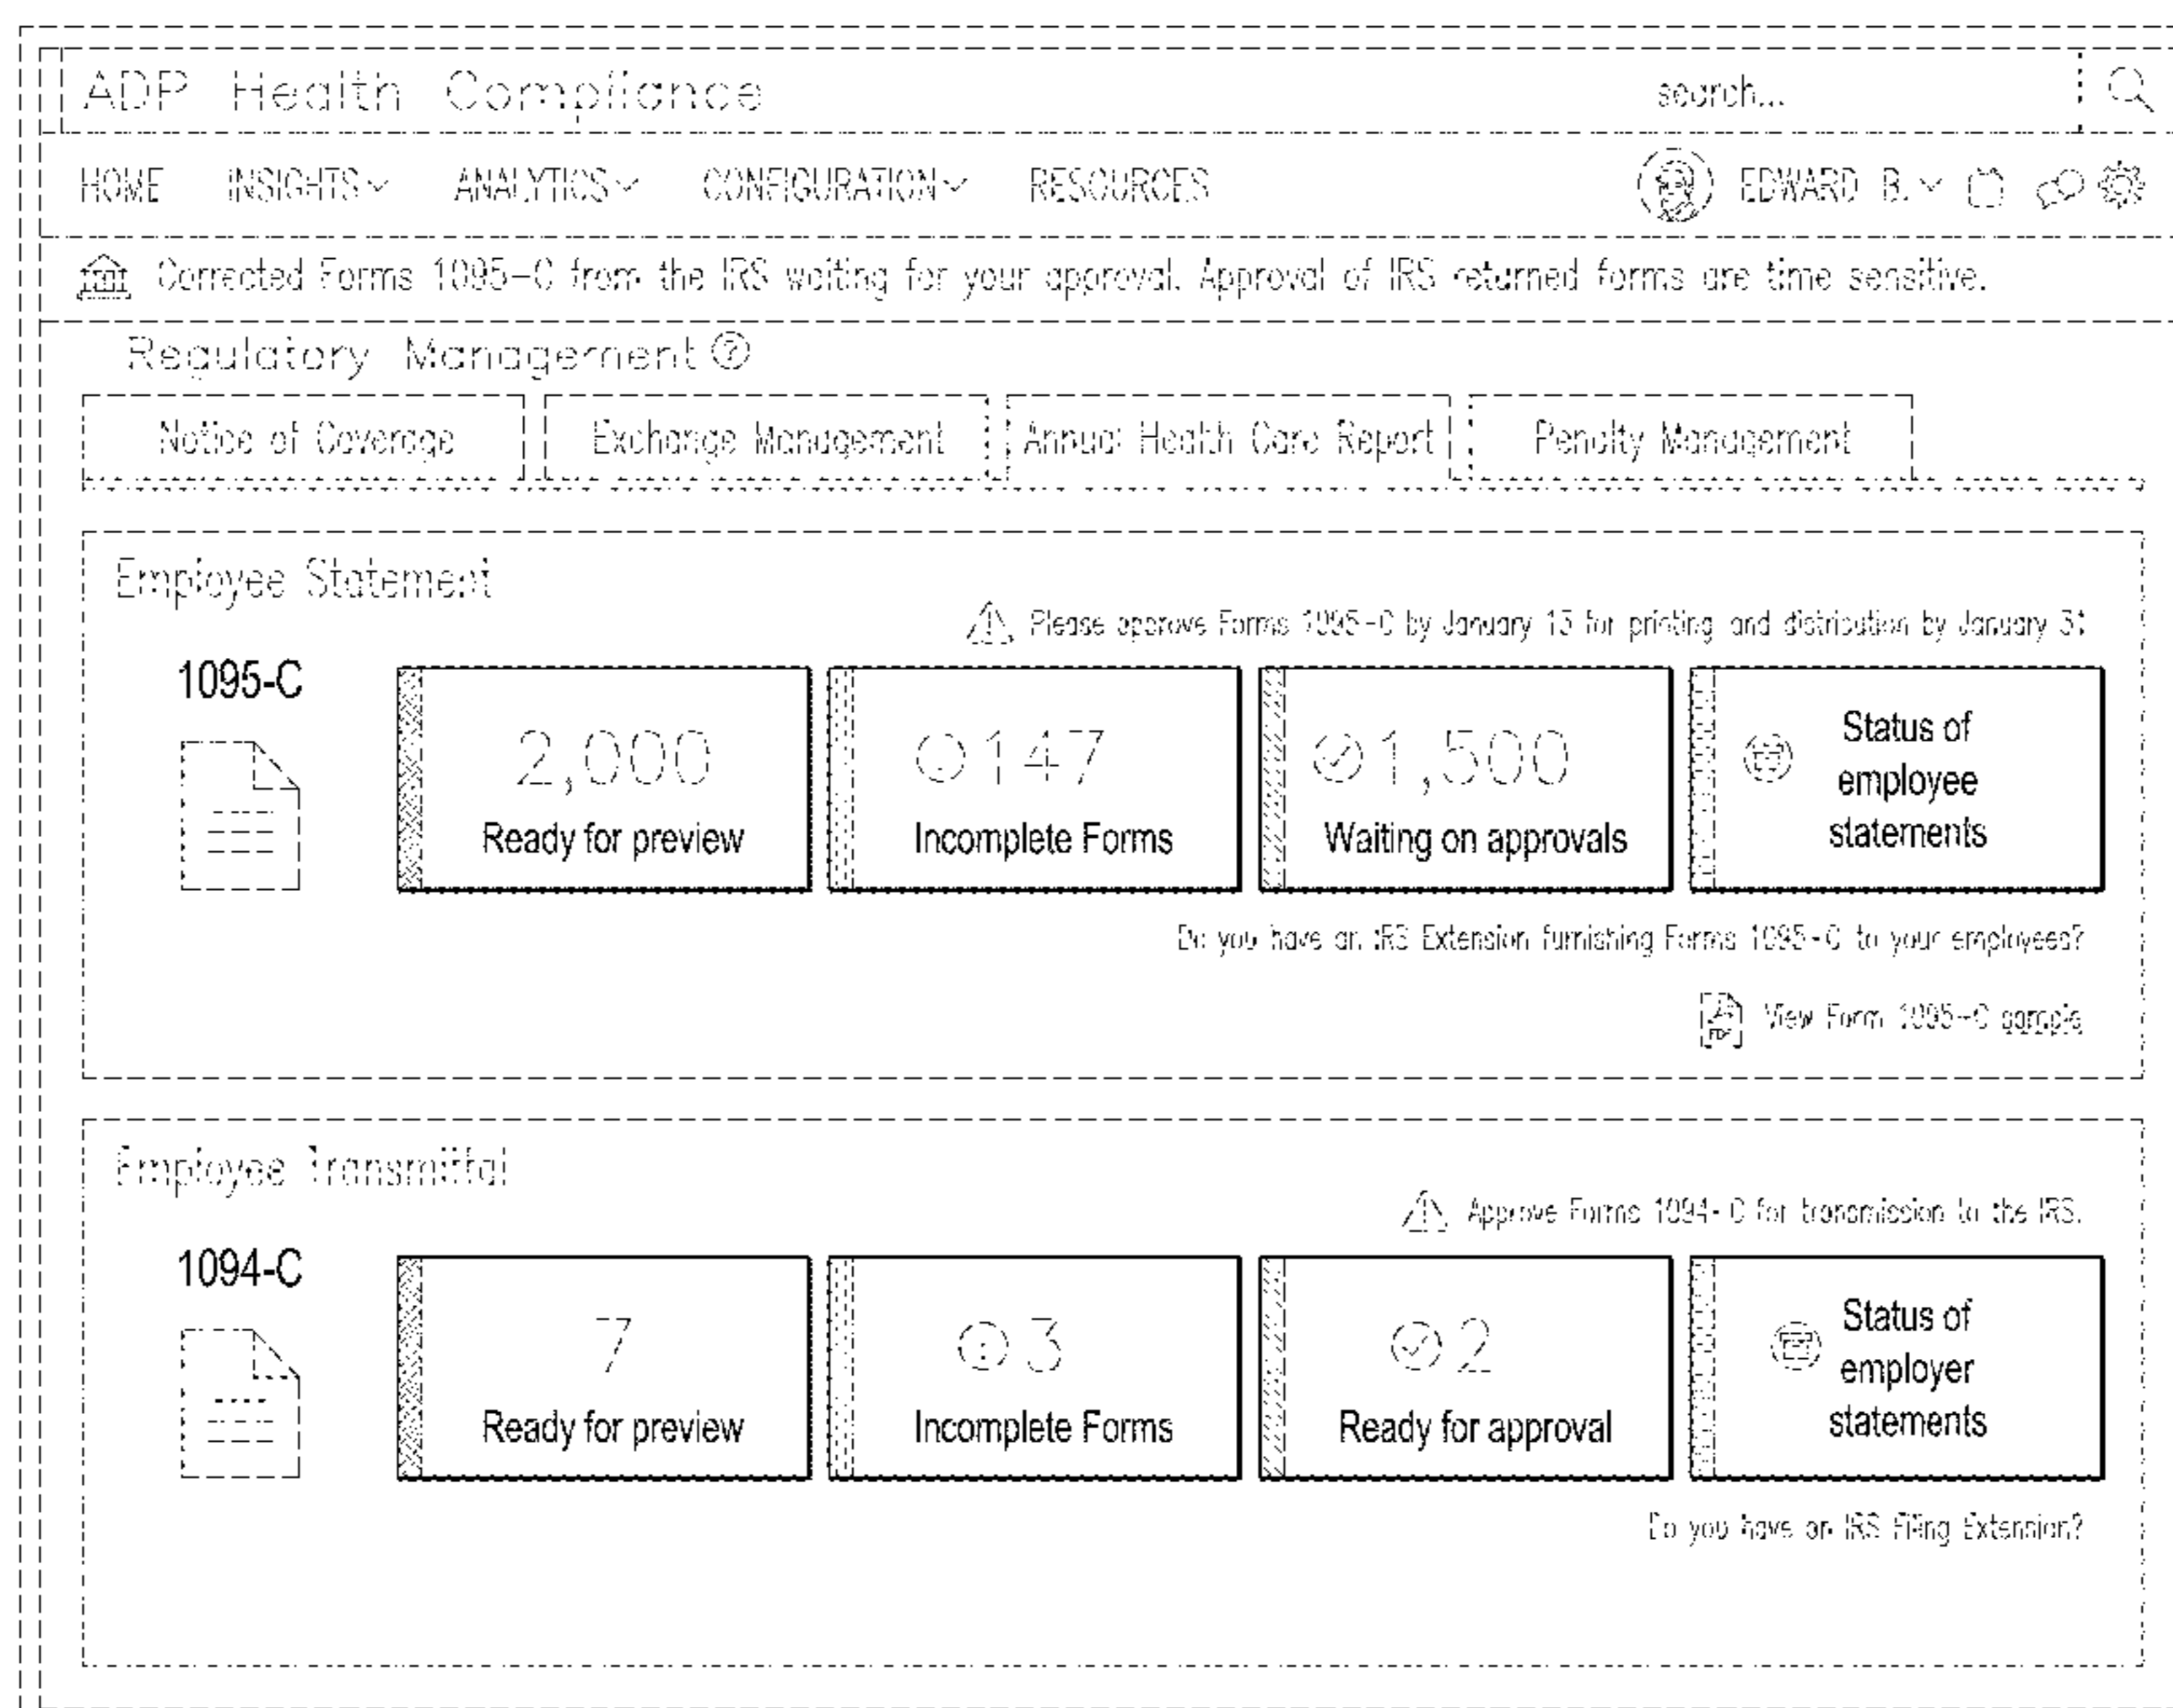 ADP Health Compliance
search...
HOME INSIGHTS ANALYTICS CONFIGURATION RESOURCES EDWARD B.
Corrected Forms 1095-C from the IRS waiting for your approval. Approval of IRS returned forms are time sensitive.
Regulatory Management ?
Notice of Coverage Exchange Management Annual Health Care Report Penalty Management
Employee Statement
Please approve Forms 1095-C by January 15 for printing and distribution by January 31
1095-C
2,000 147 1,500
Ready for preview Incomplete Forms Waiting on approvals
Status of
employee
statements
Do you have an IRS Extension furnishing Forms 1095-C to your employees?
PDF View Form 1095-C sample
Employee Transmittal
Approve Forms 1094-C for transmission to the IRS.
1094-C
7 3 2
Ready for preview Incomplete Forms Ready for approval
Status of
employer
statements
Do you have an IRS Filing Extension?